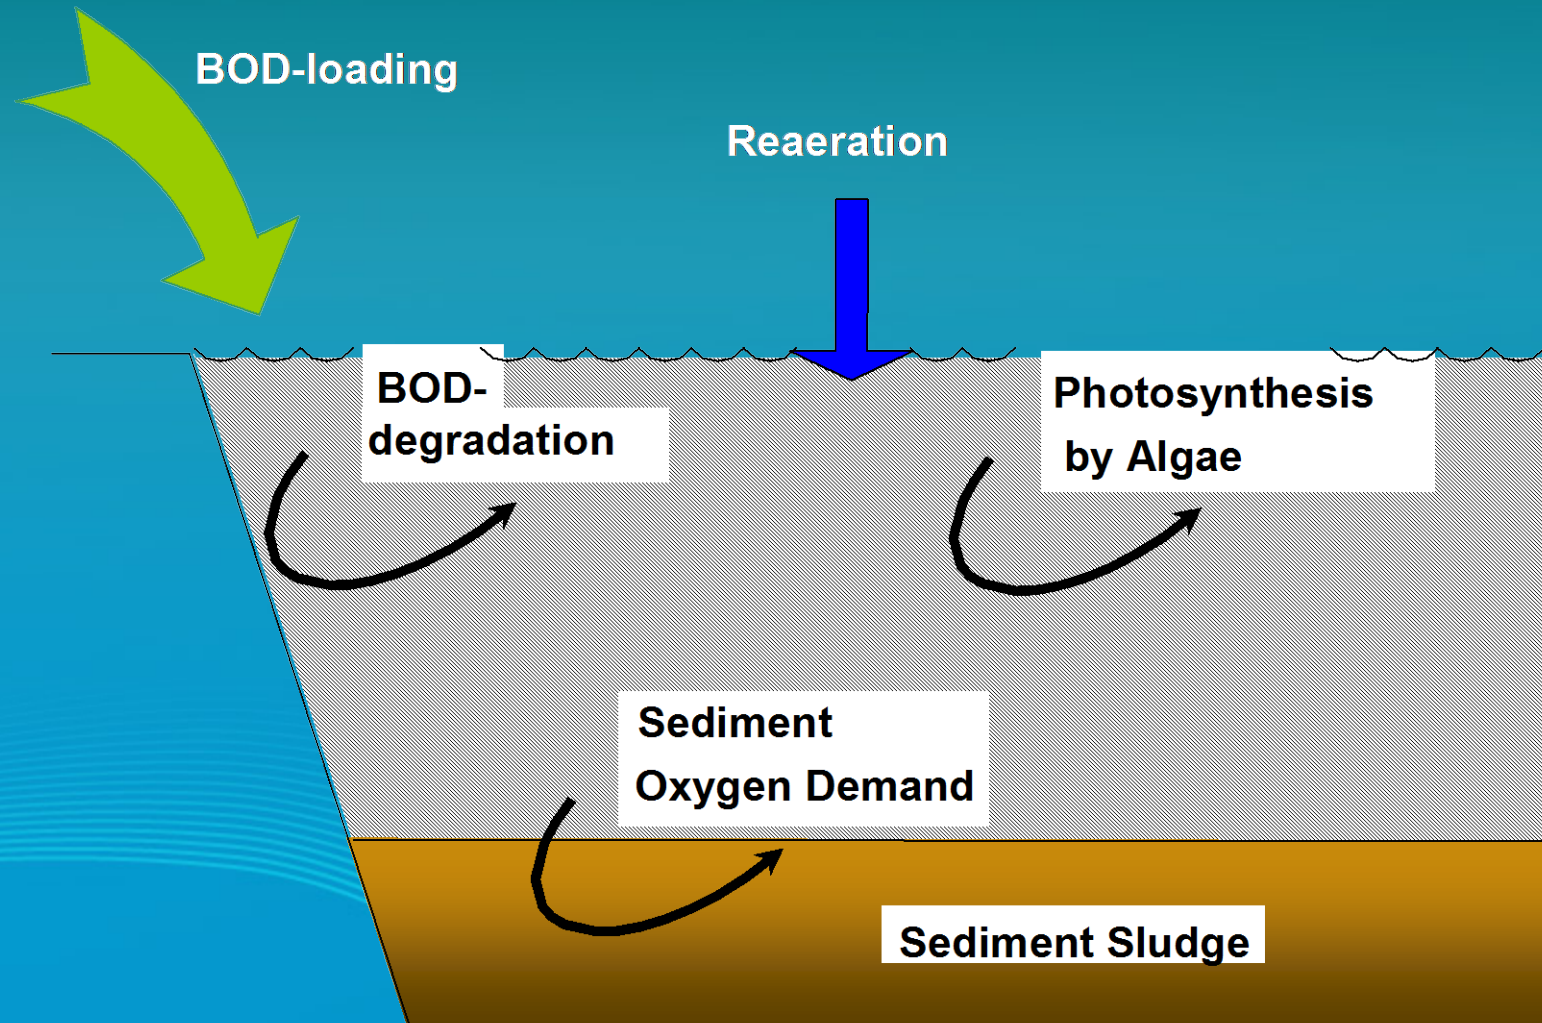 BOD-loading
Reaeration
BOD-
degradation
Photosynthesis
by Algae
Sediment
Oxygen Demand
Sediment Sludge